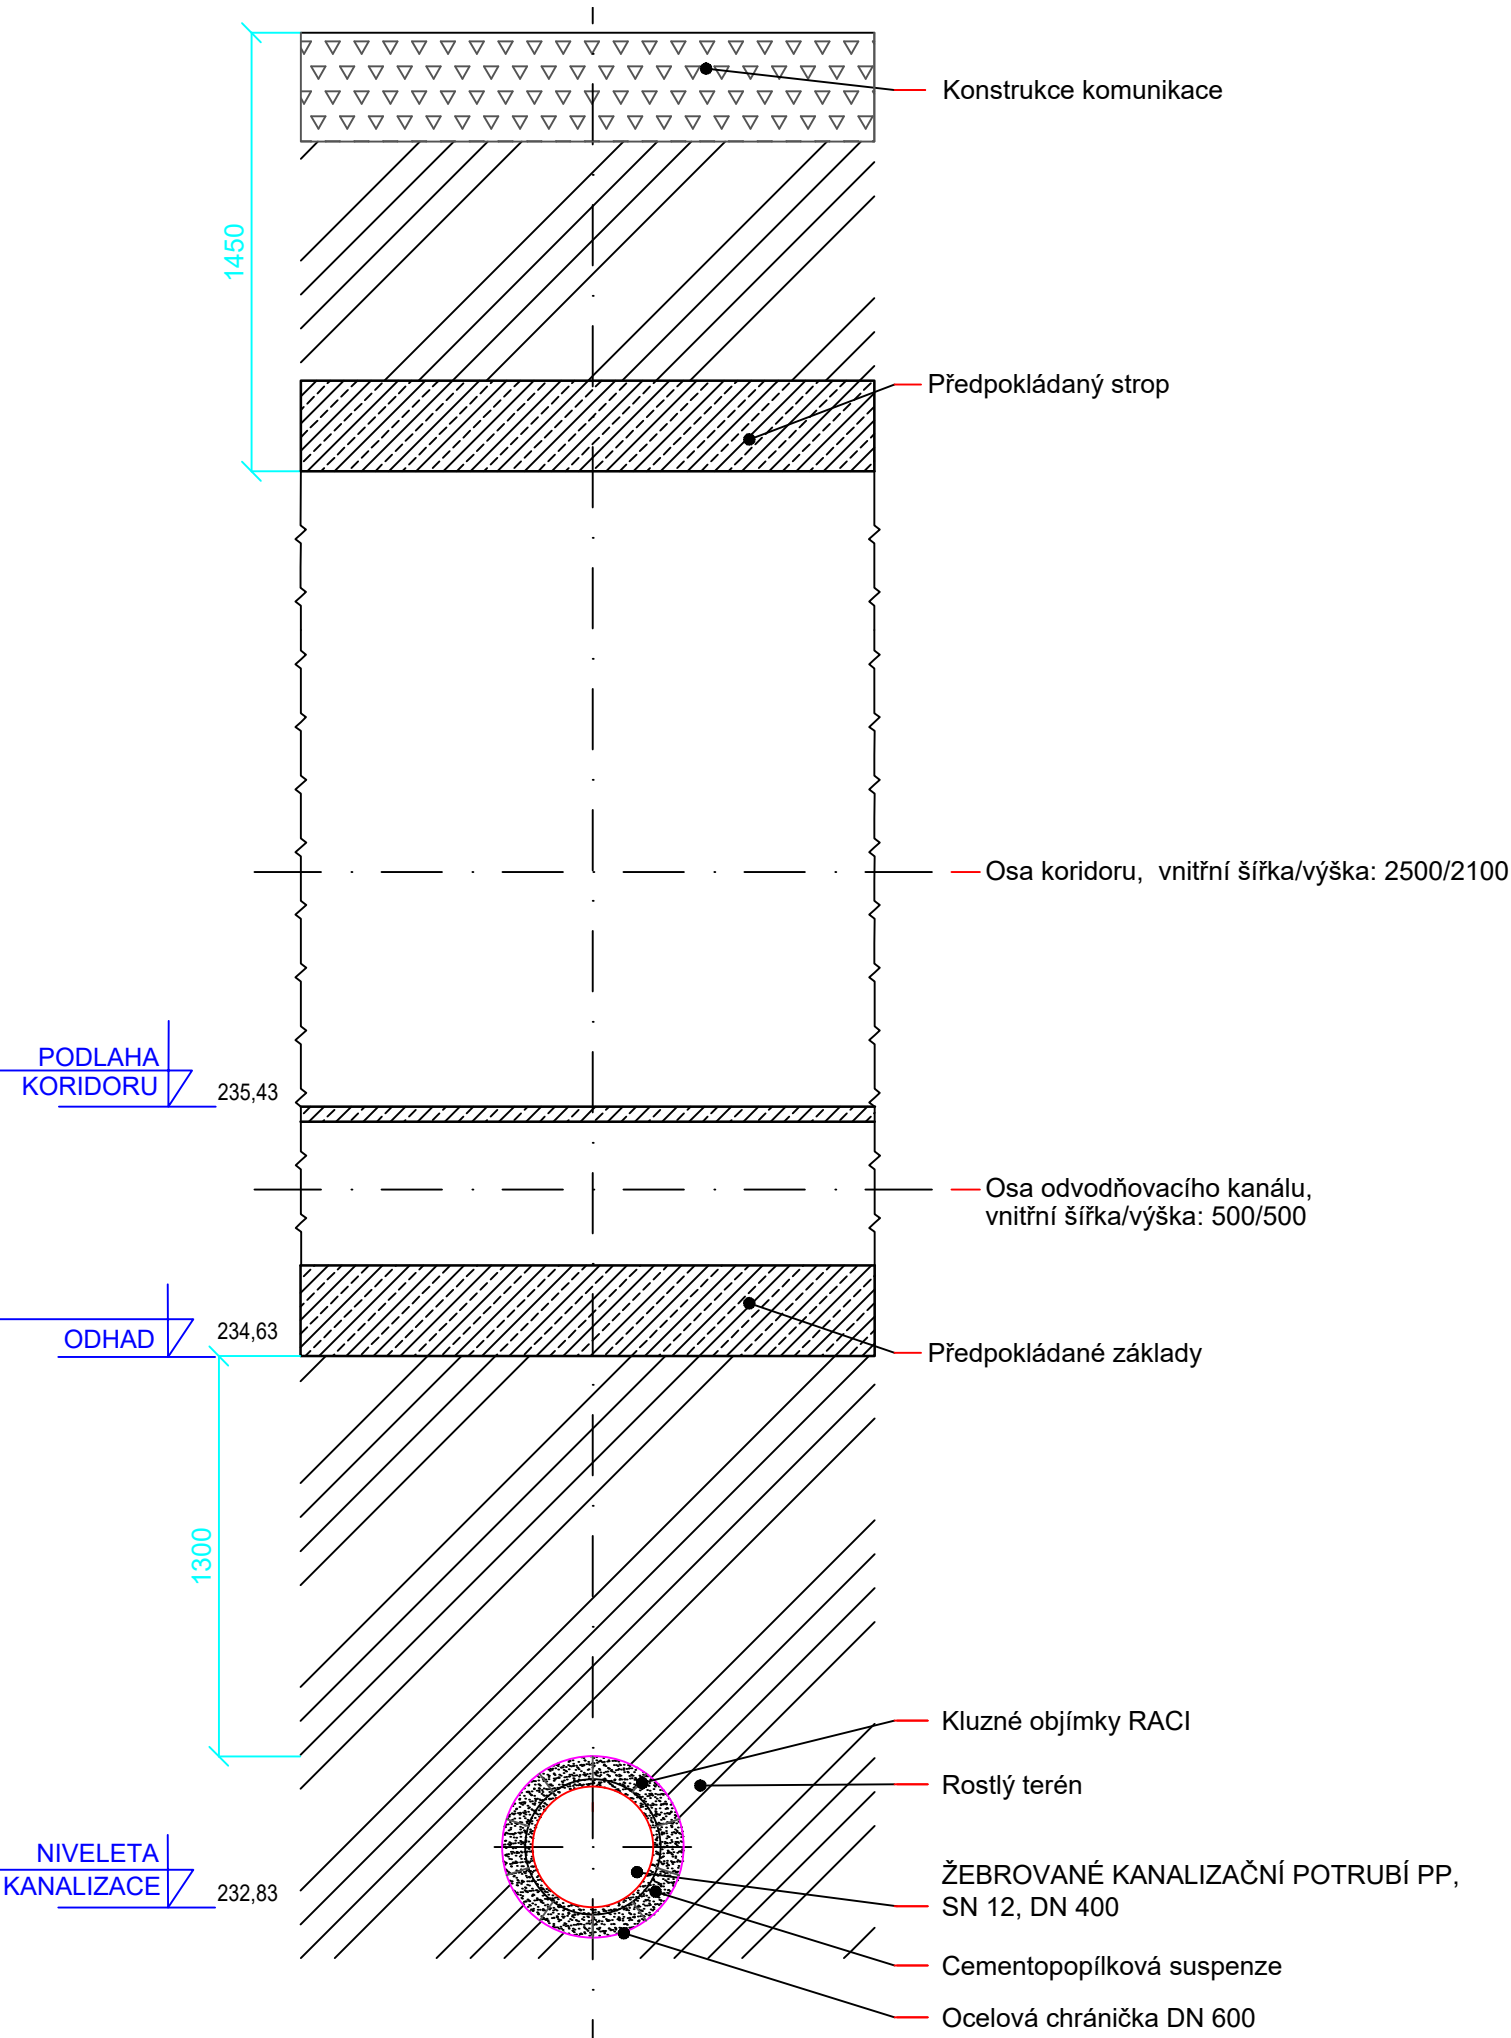 Konstrukce komunikace
1450
Předpokládaný strop
Osa koridoru,  vnitřní šířka/výška: 2500/2100
PODLAHA
KORIDORU
235,43
Osa odvodňovacího kanálu,
vnitřní šířka/výška: 500/500
ODHAD
234,63
Předpokládané základy
1300
Kluzné objímky RACI
Rostlý terén
NIVELETA
KANALIZACE
232,83
ŽEBROVANÉ KANALIZAČNÍ POTRUBÍ PP,
SN 12, DN 400
Cementopopílková suspenze
Ocelová chránička DN 600